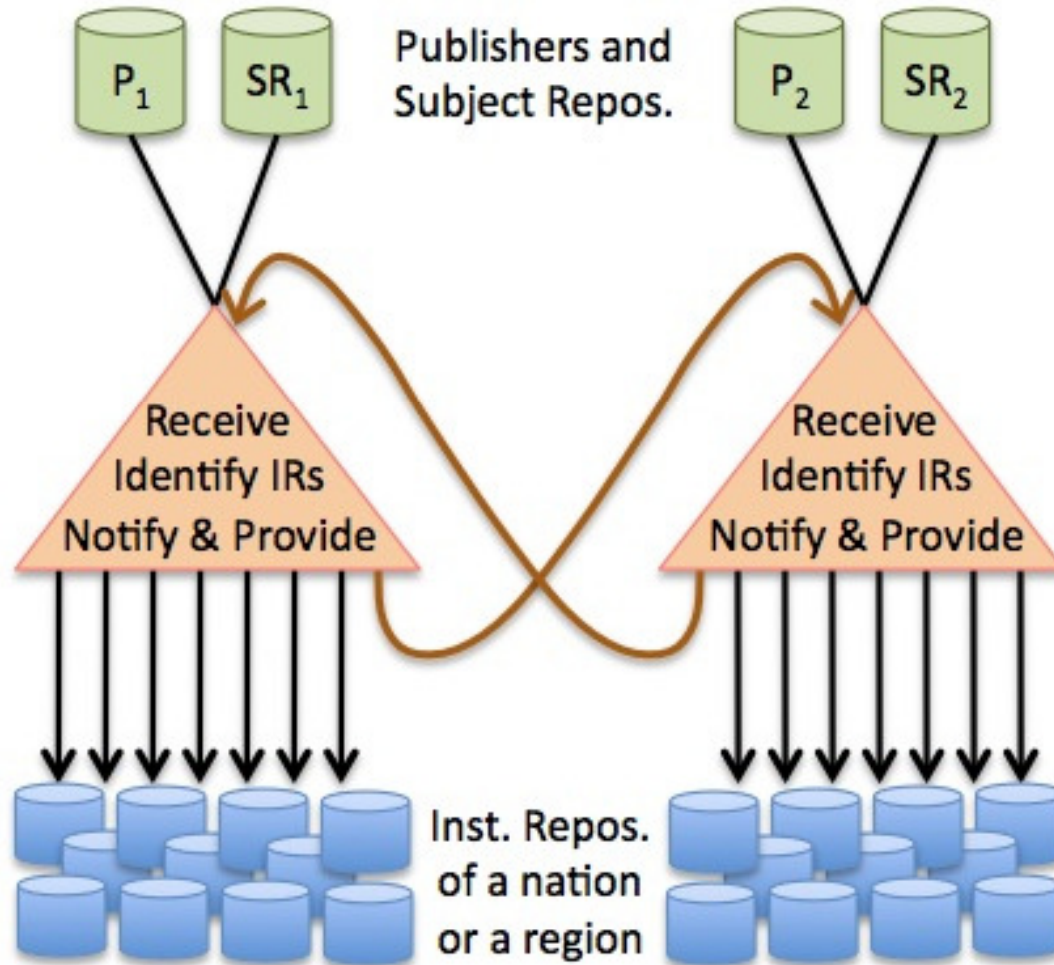 P₁
SR₁
Publishers and
Subject Repos.
P₂
SR₂
Receive
Identify IRs
Notify & Provide
Receive
Identify IRs
Notify & Provide
Inst. Repos.
of a nation
or a region